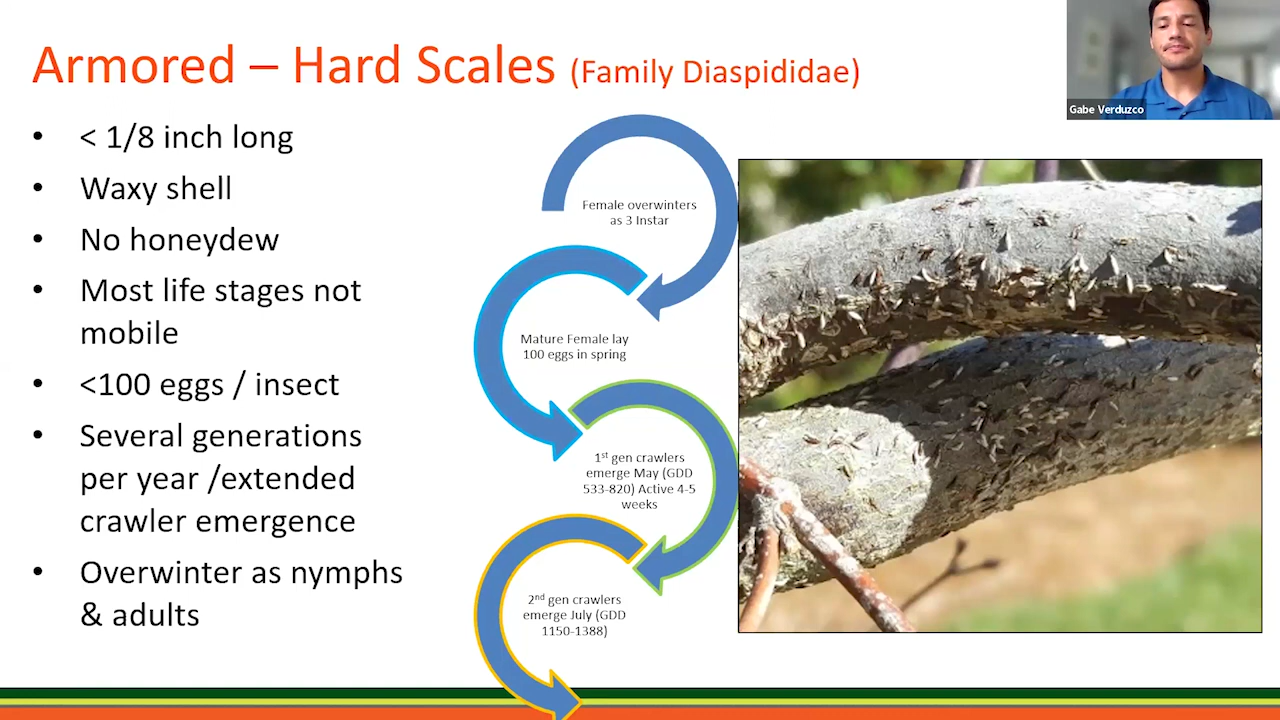 Armored – Hard Scales (Family Diaspididae)
• < 1/8 inch long
• Waxy shell
• No honeydew
• Most life stages not
mobile
• <100 eggs / insect
• Several generations
per year /extended
crawler emergence
• Overwinter as nymphs
& adults
Female overwinters
as 3 Instar
Mature Female lay
100 eggs in spring
1st gen crawlers
emerge May (GDD
533-820) Active 4-5
weeks
2nd gen crawlers
emerge July (GDD
1150-1388)
Gabe Verduzco